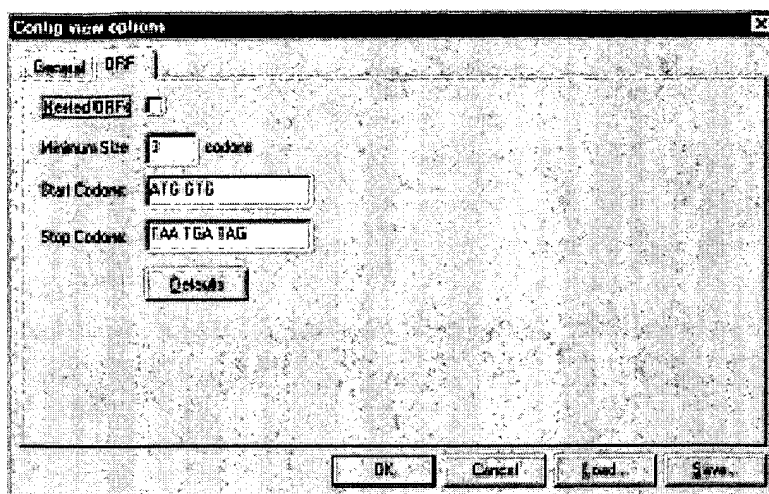 Contig view options
General ORF
Nested ORFs
Minimum Size 3 codons
Start Codons: ATG GTG
Stop Codons: TAA TGA TAG
Defaults
OK Cancel Load... Save...